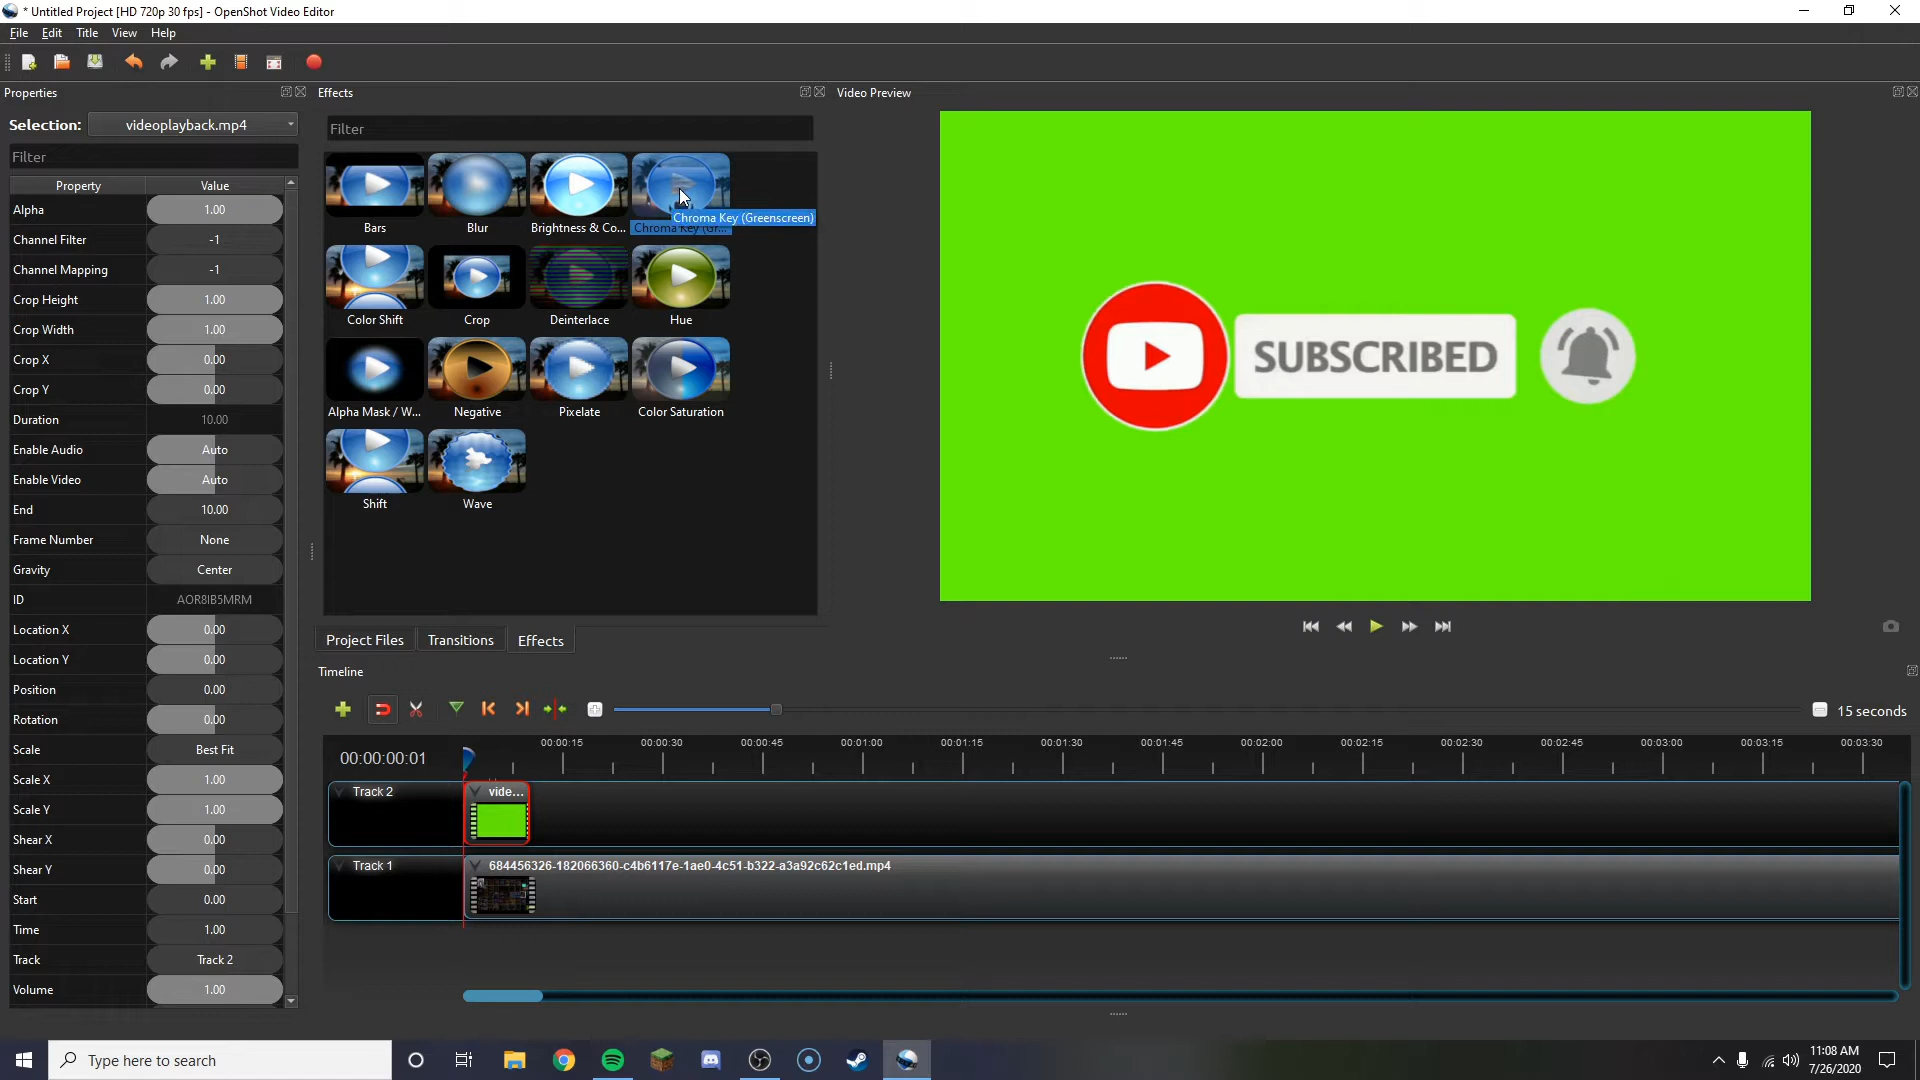 * Untitled Project [HD 720p 30 fps] - OpenShot Video Editor
File Edit Title View Help
Properties
Effects
Video Preview
Selection: videoplayback.mp4
Filter
Filter
Property Value
Alpha 1.00
Channel Filter -1
Channel Mapping -1
Crop Height 1.00
Crop Width 1.00
Crop X 0.00
Crop Y 0.00
Duration 10.00
Enable Audio Auto
Enable Video Auto
End 10.00
Frame Number None
Gravity Center
ID AOR8IB5MRM
Location X 0.00
Location Y 0.00
Position 0.00
Rotation 0.00
Scale Best Fit
Scale X 1.00
Scale Y 1.00
Shear X 0.00
Shear Y 0.00
Start 0.00
Time 1.00
Track Track 2
Volume 1.00
Bars Blur Brightness & Co... Chroma Key (Gr...
Chroma Key (Greenscreen)
Color Shift Crop Deinterlace Hue
Alpha Mask / W... Negative Pixelate Color Saturation
Shift Wave
SUBSCRIBED
Project Files Transitions Effects
Timeline
15 seconds
00:00:00:01
00:00:15 00:00:30 00:00:45 00:01:00 00:01:15 00:01:30 00:01:45 00:02:00 00:02:15 00:02:30 00:02:45 00:03:00 00:03:15 00:03:30
Track 2 vide...
Track 1 684456326-182066360-c4b6117e-1ae0-4c51-b322-a3a92c62c1ed.mp4
Type here to search
11:08 AM
7/26/2020